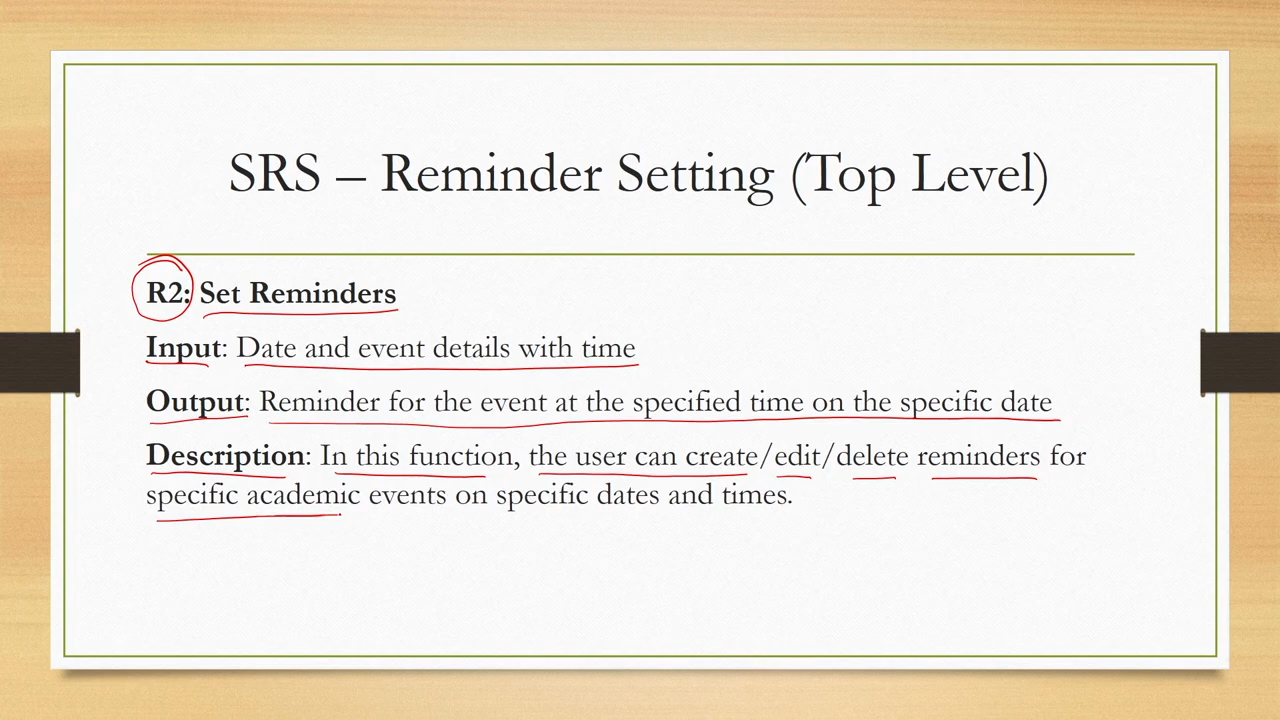 SRS – Reminder Setting (Top Level)
R2: Set Reminders
Input: Date and event details with time
Output: Reminder for the event at the specified time on the specific date
Description: In this function, the user can create/edit/delete reminders for
specific academic events on specific dates and times.